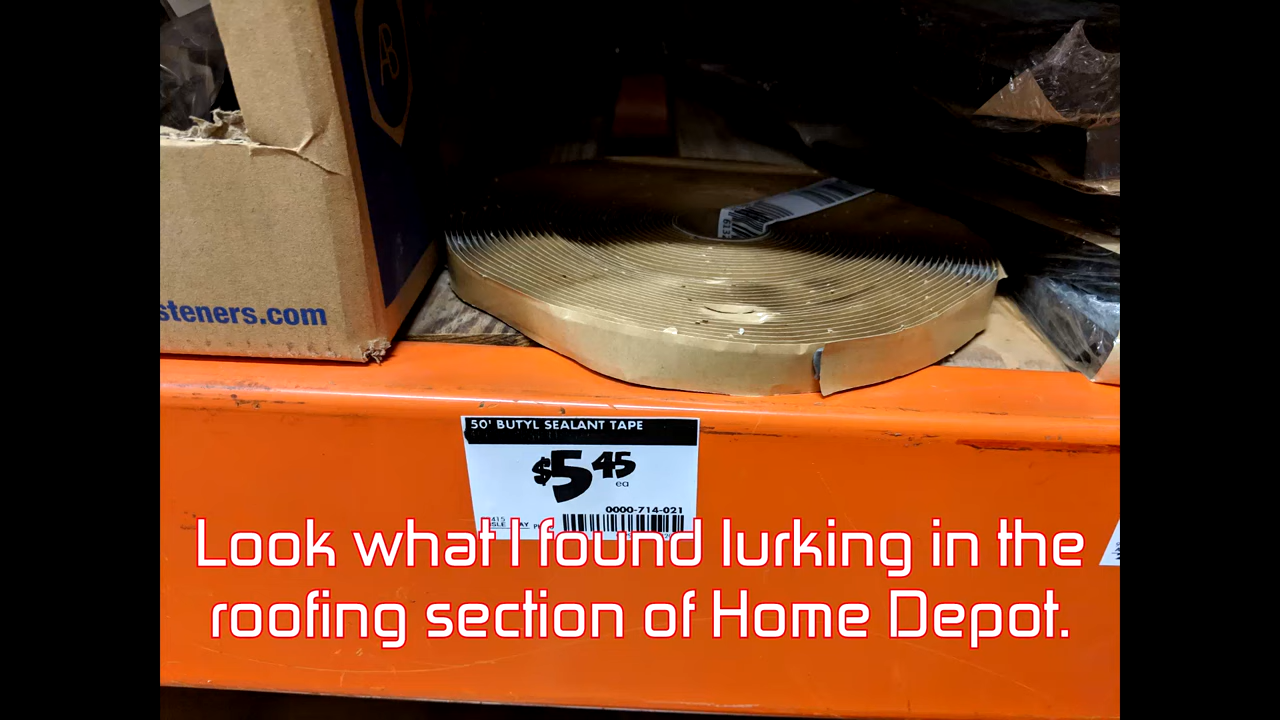 steners.com
50' BUTYL SEALANT TAPE
$5 45
ea
0000-714-021
Look what I found lurking in the
roofing section of Home Depot.